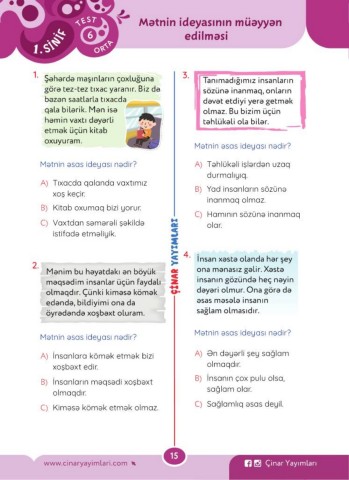 1. SİNİF
TEST
6
ORTA
Mətnin ideyasının müəyyən
edilməsi
1.
Şəhərdə maşınların çoxluğuna
görə tez-tez tıxac yaranır. Biz də
bəzən saatlarla tıxacda
qala bilərik. Mən isə
həmin vaxtı dəyərli
etmək üçün kitab
oxuyuram.
Mətnin əsas ideyası nədir?
A) Tıxacda qalanda vaxtımız
xoş keçir.
B) Kitab oxumaq bizi yorur.
C) Vaxtdan səmərəli şəkildə
istifadə etməliyik.
2.
Mənim bu həyatdakı ən böyük
məqsədim insanlar üçün faydalı
olmaqdır. Çünki kiməsə kömək
edəndə, bildiyimi ona da
öyrədəndə xoşbəxt oluram.
Mətnin əsas ideyası nədir?
A) İnsanlara kömək etmək bizi
xoşbəxt edir.
B) İnsanların məqsədi xoşbəxt
olmaqdır.
C) Kiməsə kömək etmək olmaz.
ÇİNAR YAYIMLARI
3.
Tanımadığımız insanların
sözünə inanmaq, onların
dəvət etdiyi yerə getmək
olmaz. Bu bizim üçün
təhlükəli ola bilər.
Mətnin əsas ideyası nədir?
A) Təhlükəli işlərdən uzaq
durmalıyıq.
B) Yad insanların sözünə
inanmaq olmaz.
C) Hamının sözünə inanmaq
olar.
4.
İnsan xəstə olanda hər şey
ona mənasız gəlir. Xəstə
insanın gözündə heç nəyin
dəyəri olmur. Ona görə də
əsas məsələ insanın
sağlam olmasıdır.
Mətnin əsas ideyası nədir?
A) Ən dəyərli şey sağlam
olmaqdır.
B) İnsanın çox pulu olsa,
sağlam olar.
C) Sağlamlıq əsas deyil.
www.cinaryayimlari.com
15
Çinar Yayımları